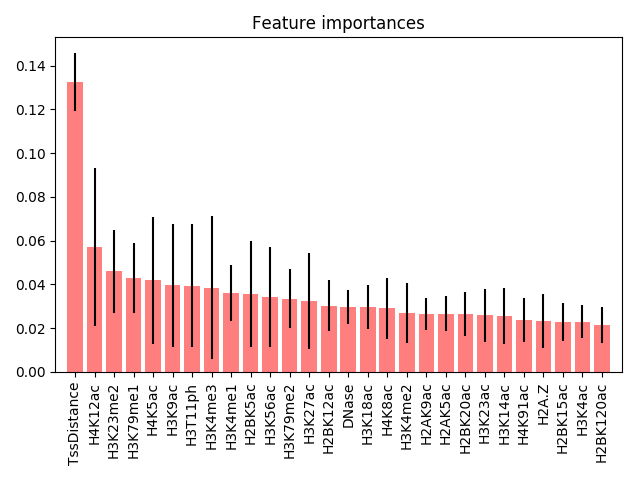 Feature importances
0.14
0.12
0.10
0.08
0.06
0.04
0.02
0.00
TssDistance
H4K12ac
H3K23me2
H3K79me1
H4K5ac
H3K9ac
H3T11ph
H3K4me3
H3K4me1
H2BK5ac
H3K56ac
H3K79me2
H3K27ac
H2BK12ac
DNase
H3K18ac
H4K8ac
H3K4me2
H2AK9ac
H2AK5ac
H2BK20ac
H3K23ac
H3K14ac
H4K91ac
H2A.Z
H2BK15ac
H3K4ac
H2BK120ac